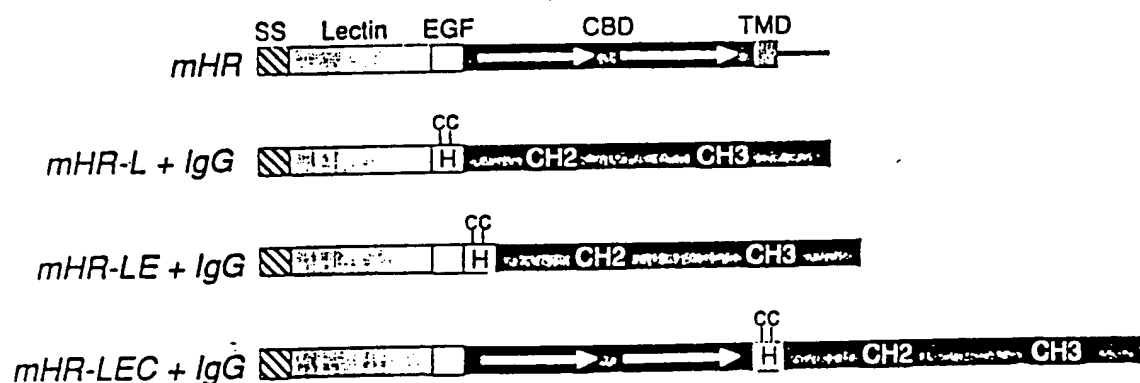 SS Lectin EGF CBD TMD
mHR
CC
mHR-L + IgG H CH2 CH3
CC
mHR-LE + IgG H CH2 CH3
CC
mHR-LEC + IgG H CH2 CH3